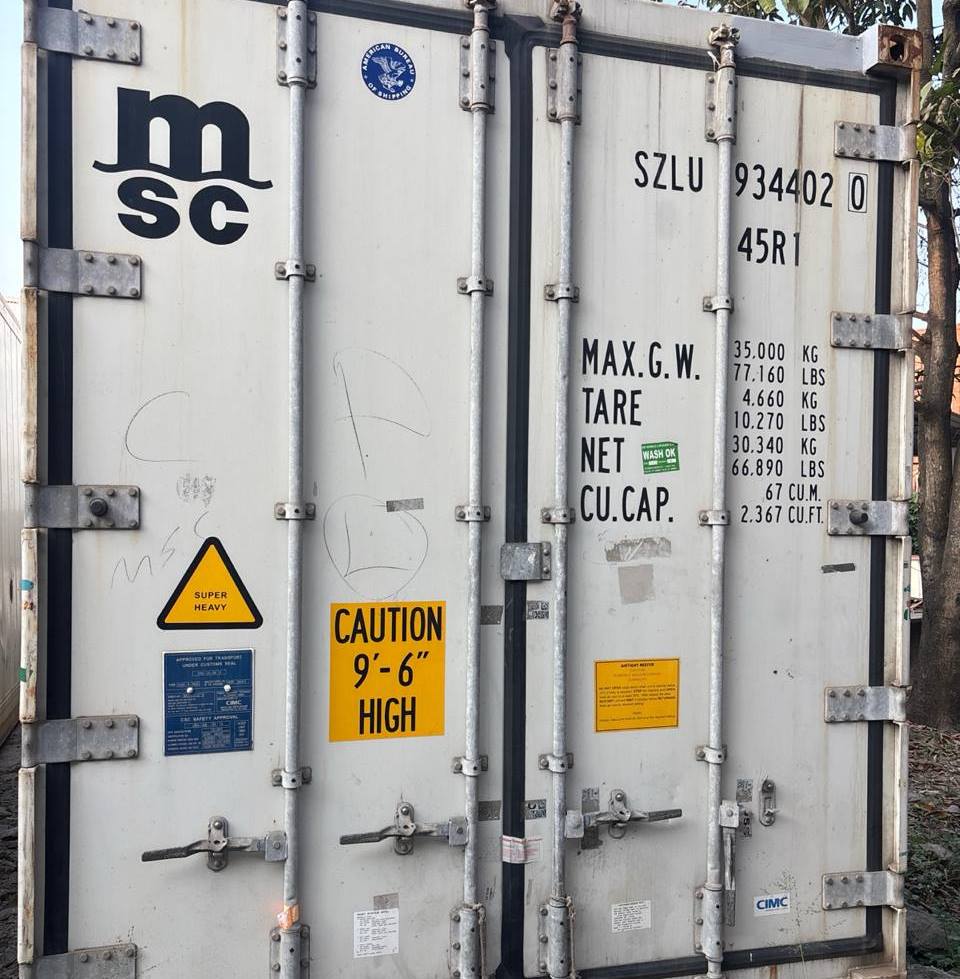 msc
AMERICAN BUREAU OF SHIPPING
SZLU 934402 0
45R1
MAX.G.W. 35.000 KG
77.160 LBS
TARE 4.660 KG
10.270 LBS
NET 30.340 KG
66.890 LBS
CU.CAP. 67 CU.M.
2.367 CU.FT.
WASH OK
MSC
SUPER
HEAVY
APPROVED FOR TRANSPORT
UNDER CUSTOMS SEAL
CIMC
CSC SAFETY APPROVAL
CAUTION
9'-6"
HIGH
AIRTIGHT REEFER
CIMC